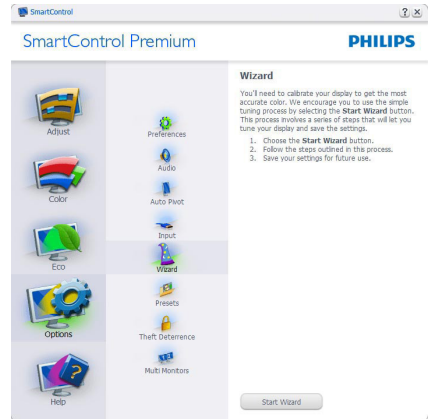 SmartControl
? ×
SmartControl Premium
PHILIPS
Adjust
Color
Eco
Options
Help
Preferences
Audio
Auto Pivot
Input
Wizard
Presets
Theft Deterrence
Multi Monitors
Wizard
You'll need to calibrate your display to get the most
accurate color. We encourage you to use the simple
tuning process by selecting the Start Wizard button.
This process involves a series of steps that will let you
tune your display and save the settings.
1. Choose the Start Wizard button.
2. Follow the steps outlined in this process.
3. Save your settings for future use.
Start Wizard